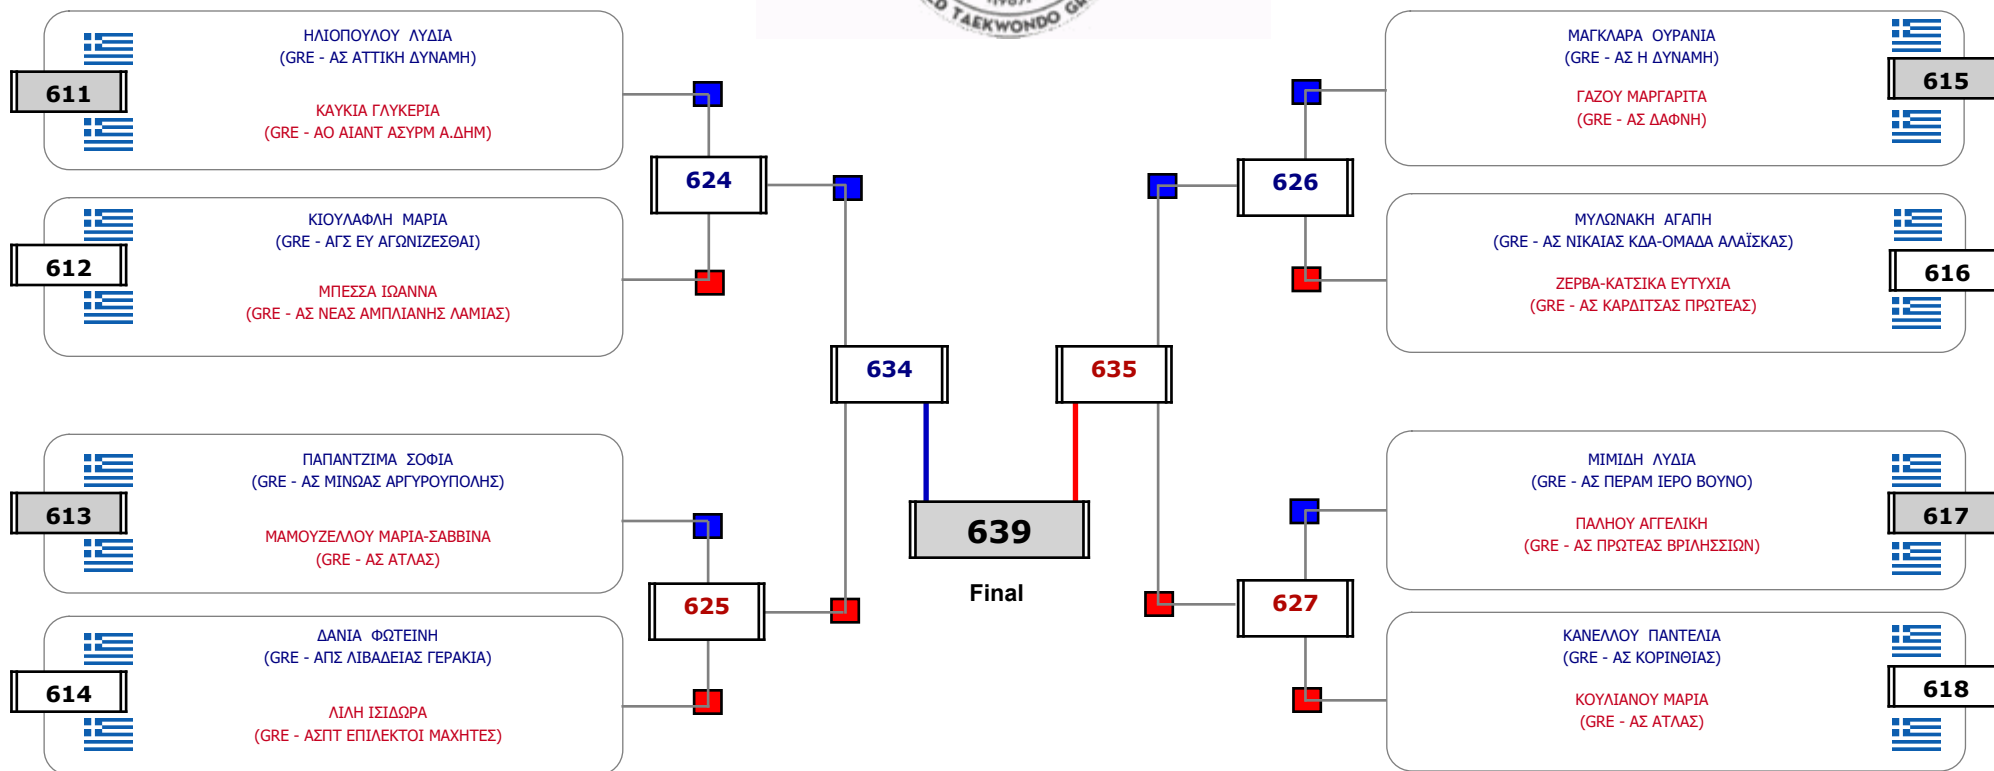 TAEKWONDO
ΗΛΙΟΠΟΥΛΟΥ ΛΥΔΙΑ
(GRE - ΑΣ ΑΤΤΙΚΗ ΔΥΝΑΜΗ)
611
ΚΑΥΚΙΑ ΓΛΥΚΕΡΙΑ
(GRE - ΑΟ ΑΙΑΝΤ ΑΣΥΡΜ Α.ΔΗΜ)
624
ΚΙΟΥΛΑΦΛΗ ΜΑΡΙΑ
(GRE - ΑΓΣ ΕΥ ΑΓΩΝΙΖΕΣΘΑΙ)
612
ΜΠΕΣΣΑ ΙΩΑΝΝΑ
(GRE - ΑΣ ΝΕΑΣ ΑΜΠΛΙΑΝΗΣ ΛΑΜΙΑΣ)
634
ΠΑΠΑΝΤΖΙΜΑ ΣΟΦΙΑ
(GRE - ΑΣ ΜΙΝΩΑΣ ΑΡΓΥΡΟΥΠΟΛΗΣ)
613
ΜΑΜΟΥΖΕΛΛΟΥ ΜΑΡΙΑ-ΣΑΒΒΙΝΑ
(GRE - ΑΣ ΑΤΛΑΣ)
625
ΔΑΝΙΑ ΦΩΤΕΙΝΗ
(GRE - ΑΠΣ ΛΙΒΑΔΕΙΑΣ ΓΕΡΑΚΙΑ)
614
ΛΙΛΗ ΙΣΙΔΩΡΑ
(GRE - ΑΣΠΤ ΕΠΙΛΕΚΤΟΙ ΜΑΧΗΤΕΣ)
639
Final
ΜΑΓΚΛΑΡΑ ΟΥΡΑΝΙΑ
(GRE - ΑΣ Η ΔΥΝΑΜΗ)
615
ΓΑΖΟΥ ΜΑΡΓΑΡΙΤΑ
(GRE - ΑΣ ΔΑΦΝΗ)
626
ΜΥΛΩΝΑΚΗ ΑΓΑΠΗ
(GRE - ΑΣ ΝΙΚΑΙΑΣ ΚΔΑ-ΟΜΑΔΑ ΑΛΑΪΣΚΑΣ)
616
ΖΕΡΒΑ-ΚΑΤΣΙΚΑ ΕΥΤΥΧΙΑ
(GRE - ΑΣ ΚΑΡΔΙΤΣΑΣ ΠΡΩΤΕΑΣ)
635
ΜΙΜΙΔΗ ΛΥΔΙΑ
(GRE - ΑΣ ΠΕΡΑΜ ΙΕΡΟ ΒΟΥΝΟ)
617
ΠΑΛΗΟΥ ΑΓΓΕΛΙΚΗ
(GRE - ΑΣ ΠΡΩΤΕΑΣ ΒΡΙΛΗΣΣΙΩΝ)
627
ΚΑΝΕΛΛΟΥ ΠΑΝΤΕΛΙΑ
(GRE - ΑΣ ΚΟΡΙΝΘΙΑΣ)
618
ΚΟΥΛΙΑΝΟΥ ΜΑΡΙΑ
(GRE - ΑΣ ΑΤΛΑΣ)